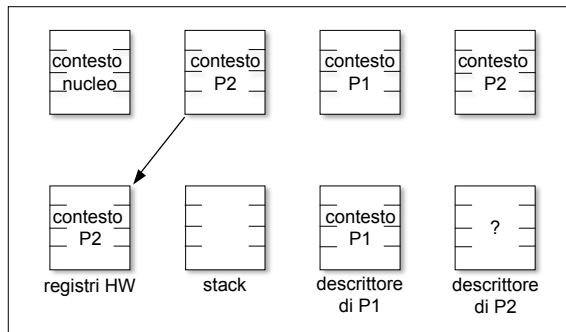 contesto
nucleo
contesto
P2
contesto
P1
contesto
P2
contesto
P2
contesto
P1
?
registri HW
stack
descrittore
di P1
descrittore
di P2